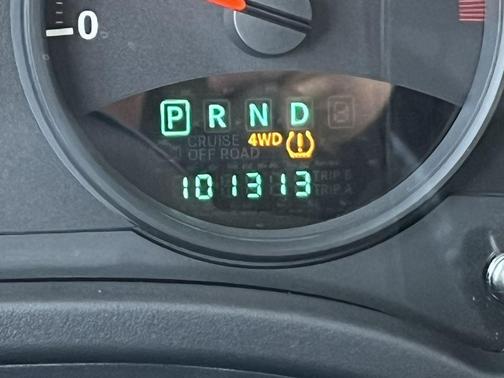 0
P R N D
CRUISE 4WD
OFF ROAD
TRIP B
101313 TRIP A